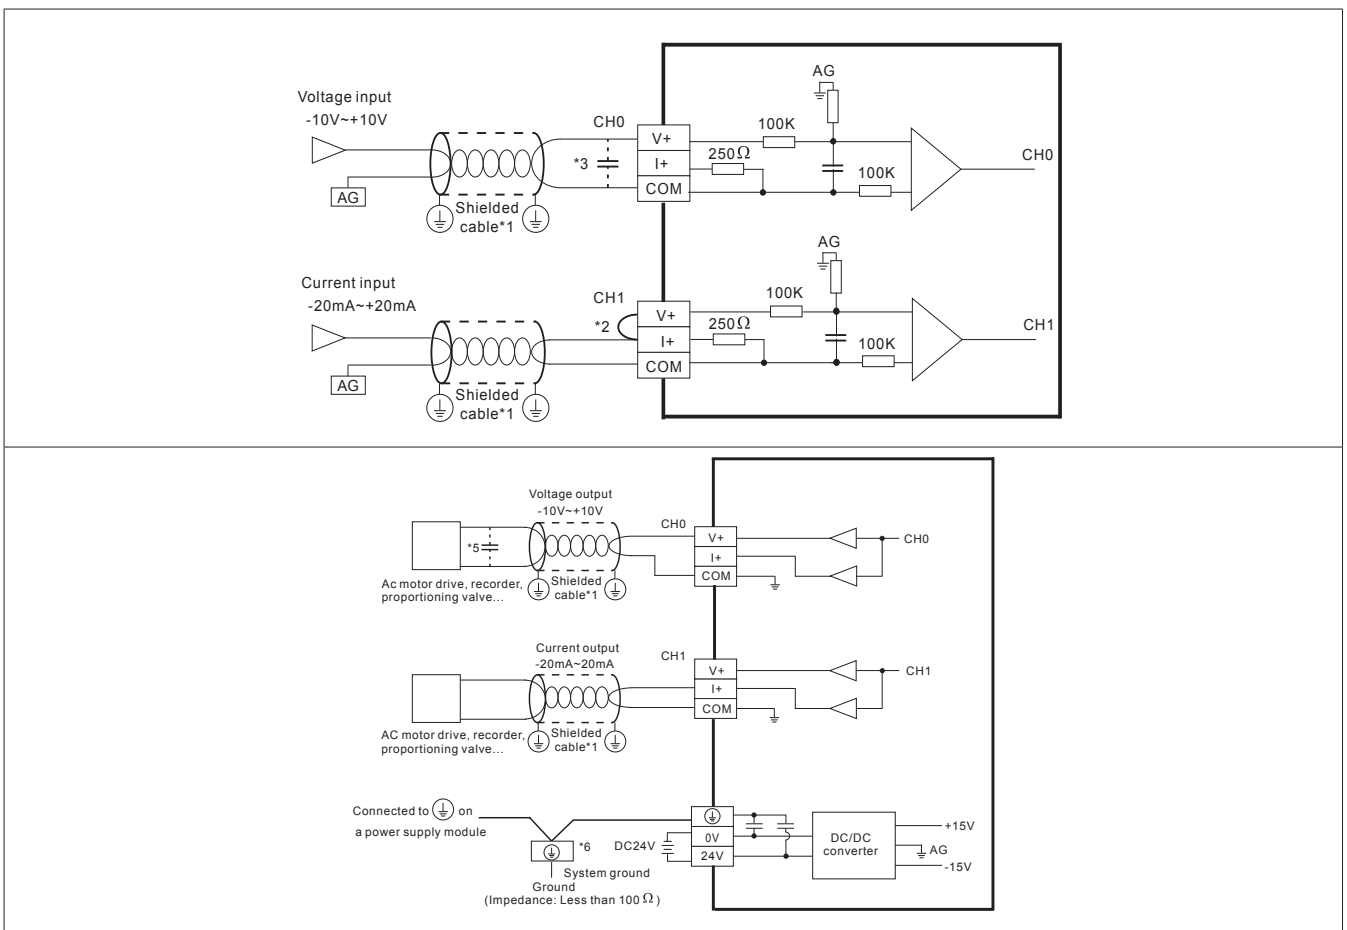 Voltage input
-10V~+10V
AG
Shielded
cable*1
*3
CH0
V+
I+
COM
250Ω
100K
AG
100K
CH0
Current input
-20mA~+20mA
AG
Shielded
cable*1
CH1
*2
V+
I+
COM
250Ω
100K
AG
100K
CH1
Voltage output
-10V~+10V
*5
Ac motor drive, recorder,
proportioning valve...
Shielded
cable*1
CH0
V+
I+
COM
CH0
Current output
-20mA~20mA
AC motor drive, recorder,
proportioning valve...
Shielded
cable*1
CH1
V+
I+
COM
CH1
Connected to on
a power supply module
*6
System ground
Ground
(Impedance: Less than 100 Ω )
DC24V
0V
24V
DC/DC
converter
+15V
AG
-15V